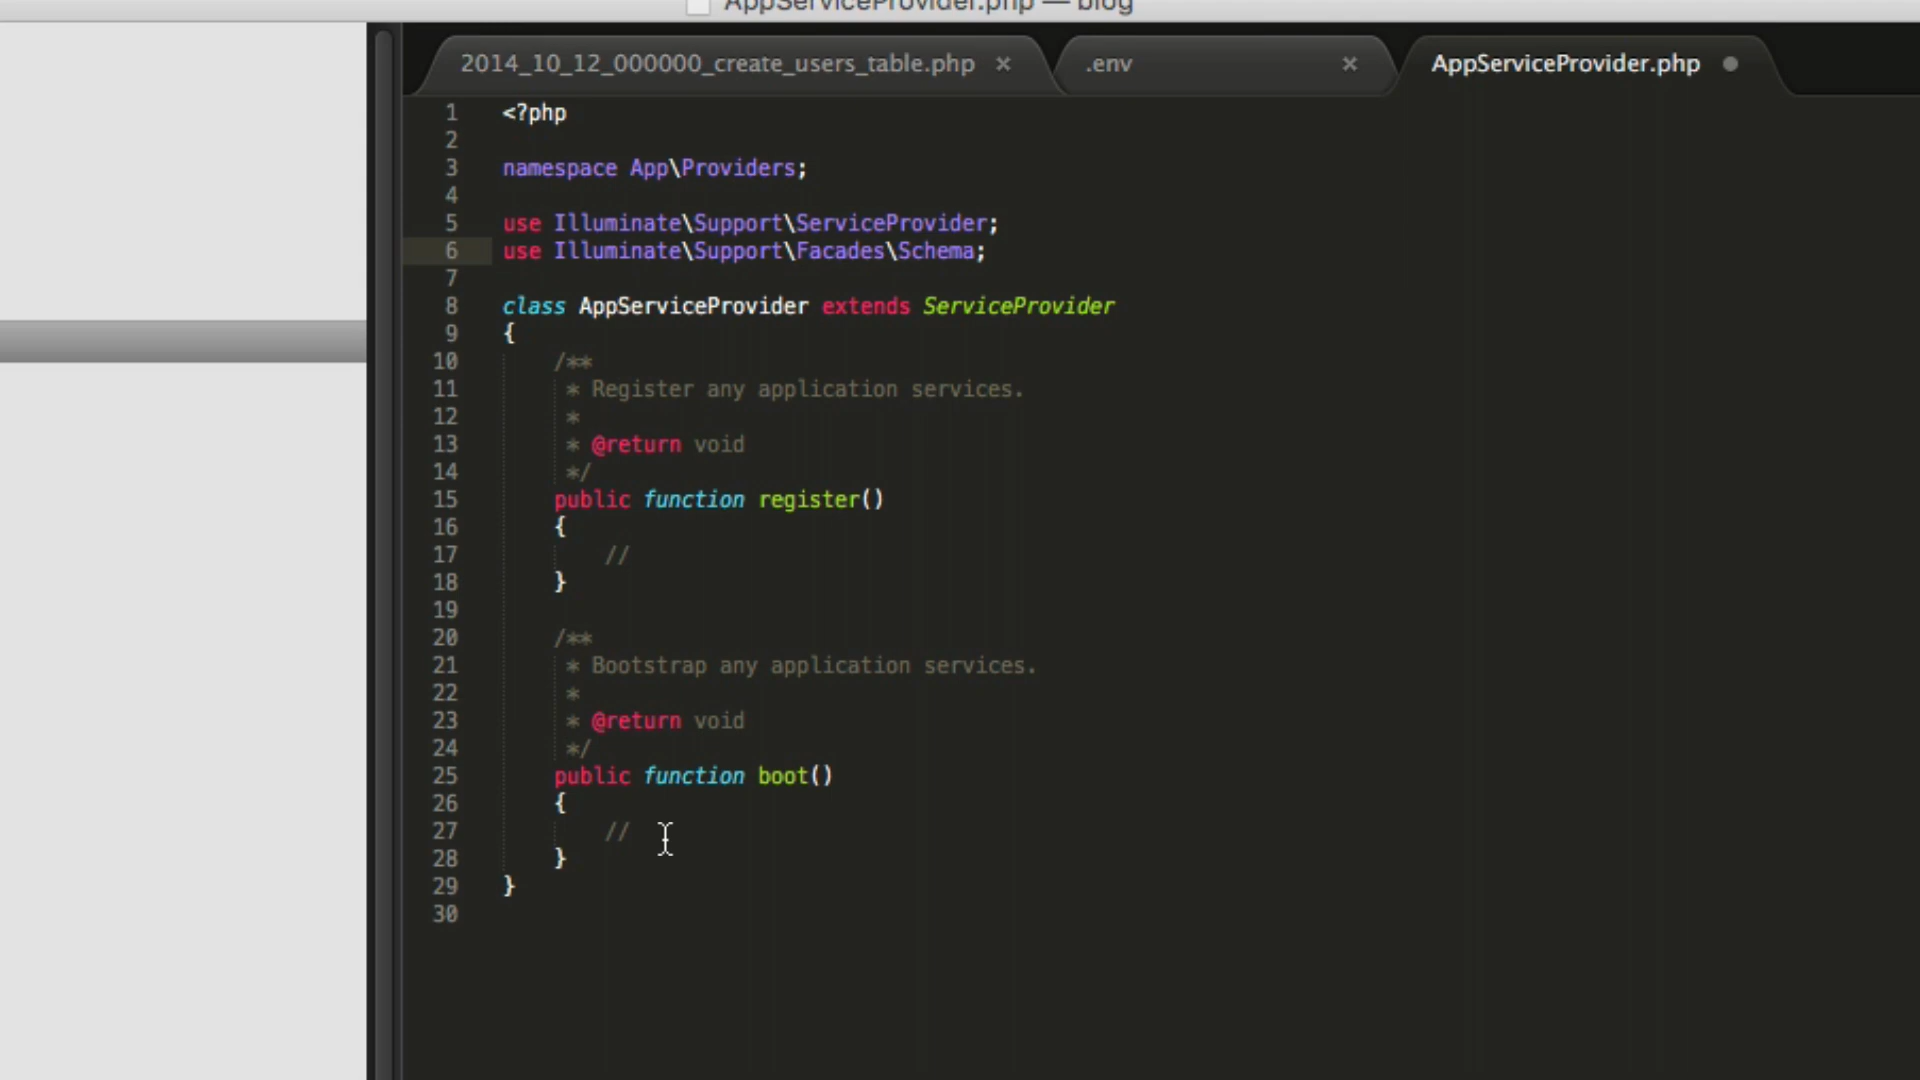 AppServiceProvider.php — blog
2014_10_12_000000_create_users_table.php ×
.env ×
AppServiceProvider.php
1 <?php
2
3 namespace App\Providers;
4
5 use Illuminate\Support\ServiceProvider;
6 use Illuminate\Support\Facades\Schema;
7
8 class AppServiceProvider extends ServiceProvider
9 {
10 /**
11 * Register any application services.
12 *
13 * @return void
14 */
15 public function register()
16 {
17 //
18 }
19
20 /**
21 * Bootstrap any application services.
22 *
23 * @return void
24 */
25 public function boot()
26 {
27 //
28 }
29 }
30